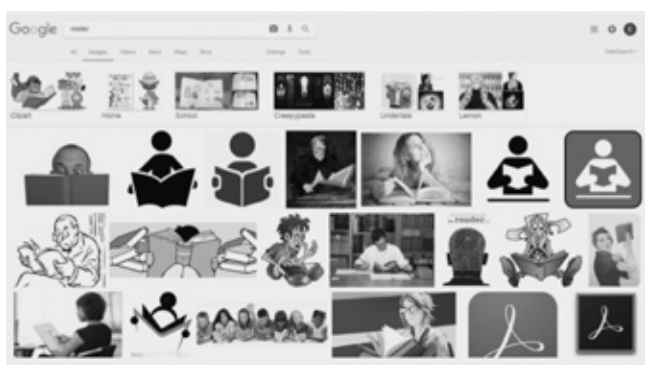 Google reader
All Images Videos News Maps More Settings Tools
Clipart Home School Creepypasta Undertale Lemon
reader